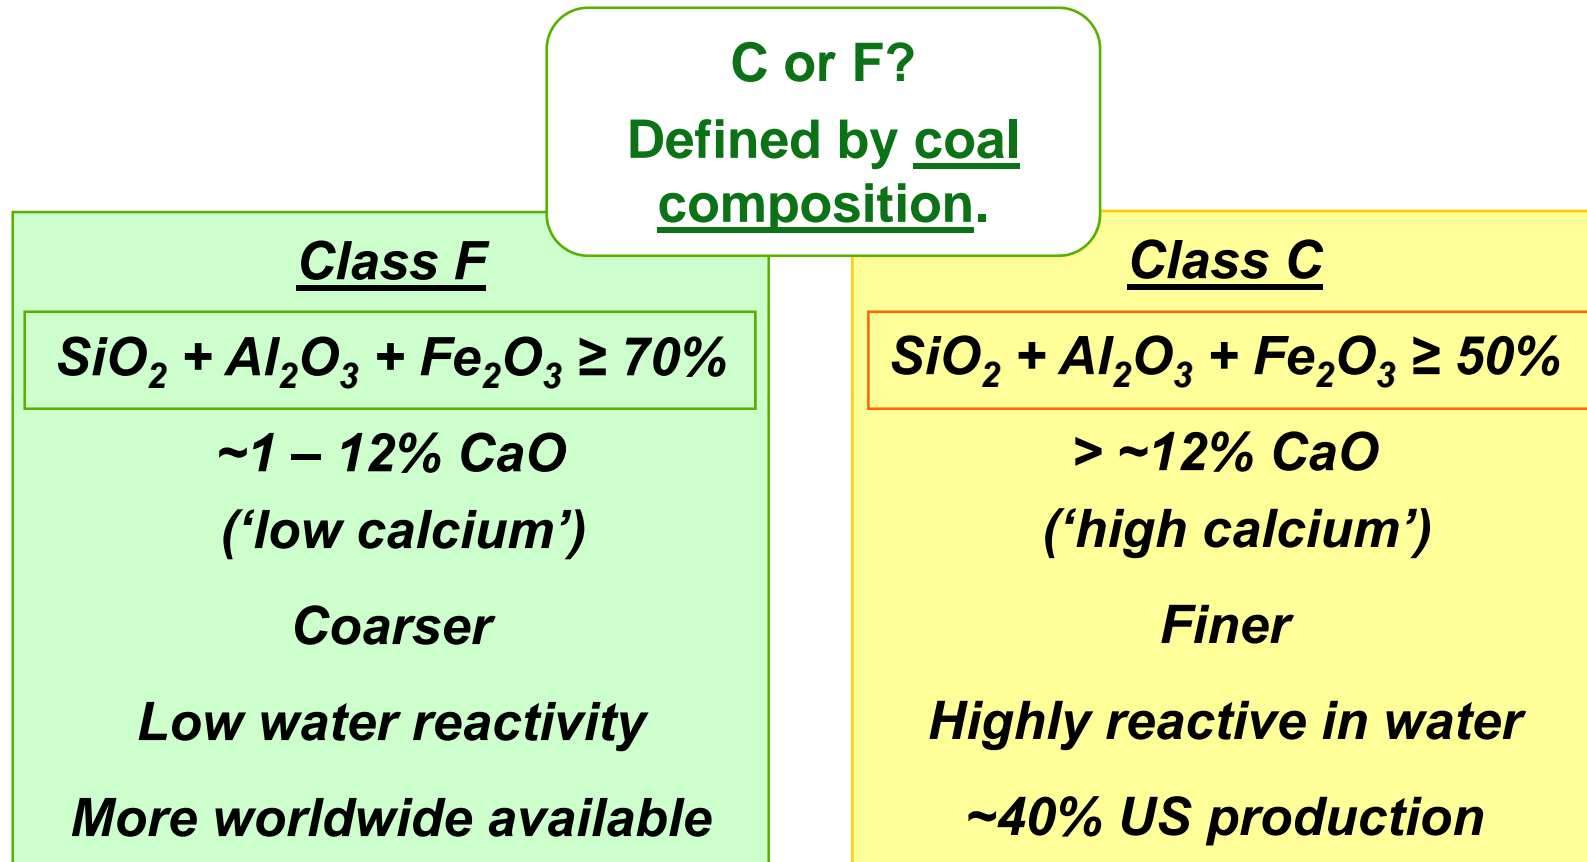 C or F?
Defined by coal
composition.
Class F
SiO₂ + Al₂O₃ + Fe₂O₃ ≥ 70%
~1 – 12% CaO
(‘low calcium’)
Coarser
Low water reactivity
More worldwide available
Class C
SiO₂ + Al₂O₃ + Fe₂O₃ ≥ 50%
> ~12% CaO
(‘high calcium’)
Finer
Highly reactive in water
~40% US production